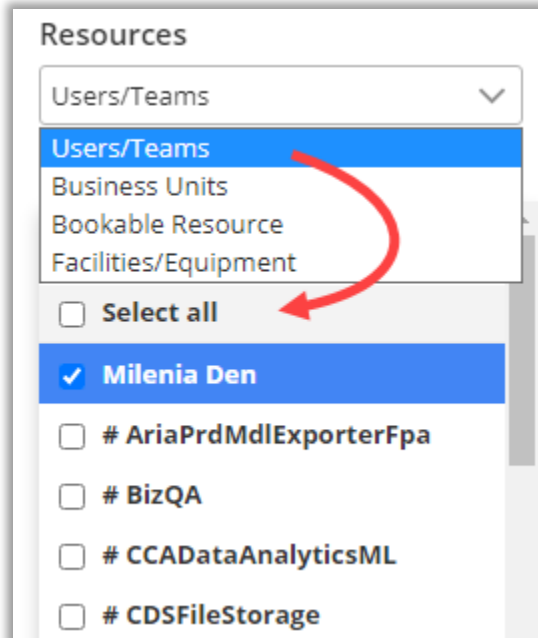 Resources
Users/Teams
Users/Teams
Business Units
Bookable Resource
Facilities/Equipment
Select all
Milenia Den
# AriaPrdMdlExporterFpa
# BizQA
# CCADataAnalyticsML
# CDSFileStorage